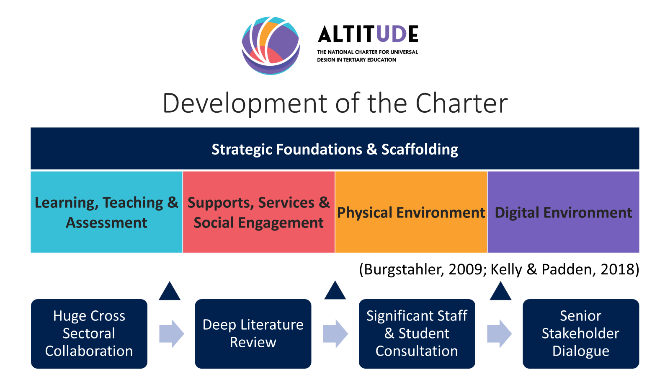 ALTITUDE
THE NATIONAL CHARTER FOR UNIVERSAL
DESIGN IN TERTIARY EDUCATION
Development of the Charter
Strategic Foundations & Scaffolding
Learning, Teaching &
Assessment
Supports, Services &
Social Engagement
Physical Environment
Digital Environment
(Burgstahler, 2009; Kelly & Padden, 2018)
Huge Cross
Sectoral
Collaboration
Deep Literature
Review
Significant Staff
& Student
Consultation
Senior
Stakeholder
Dialogue